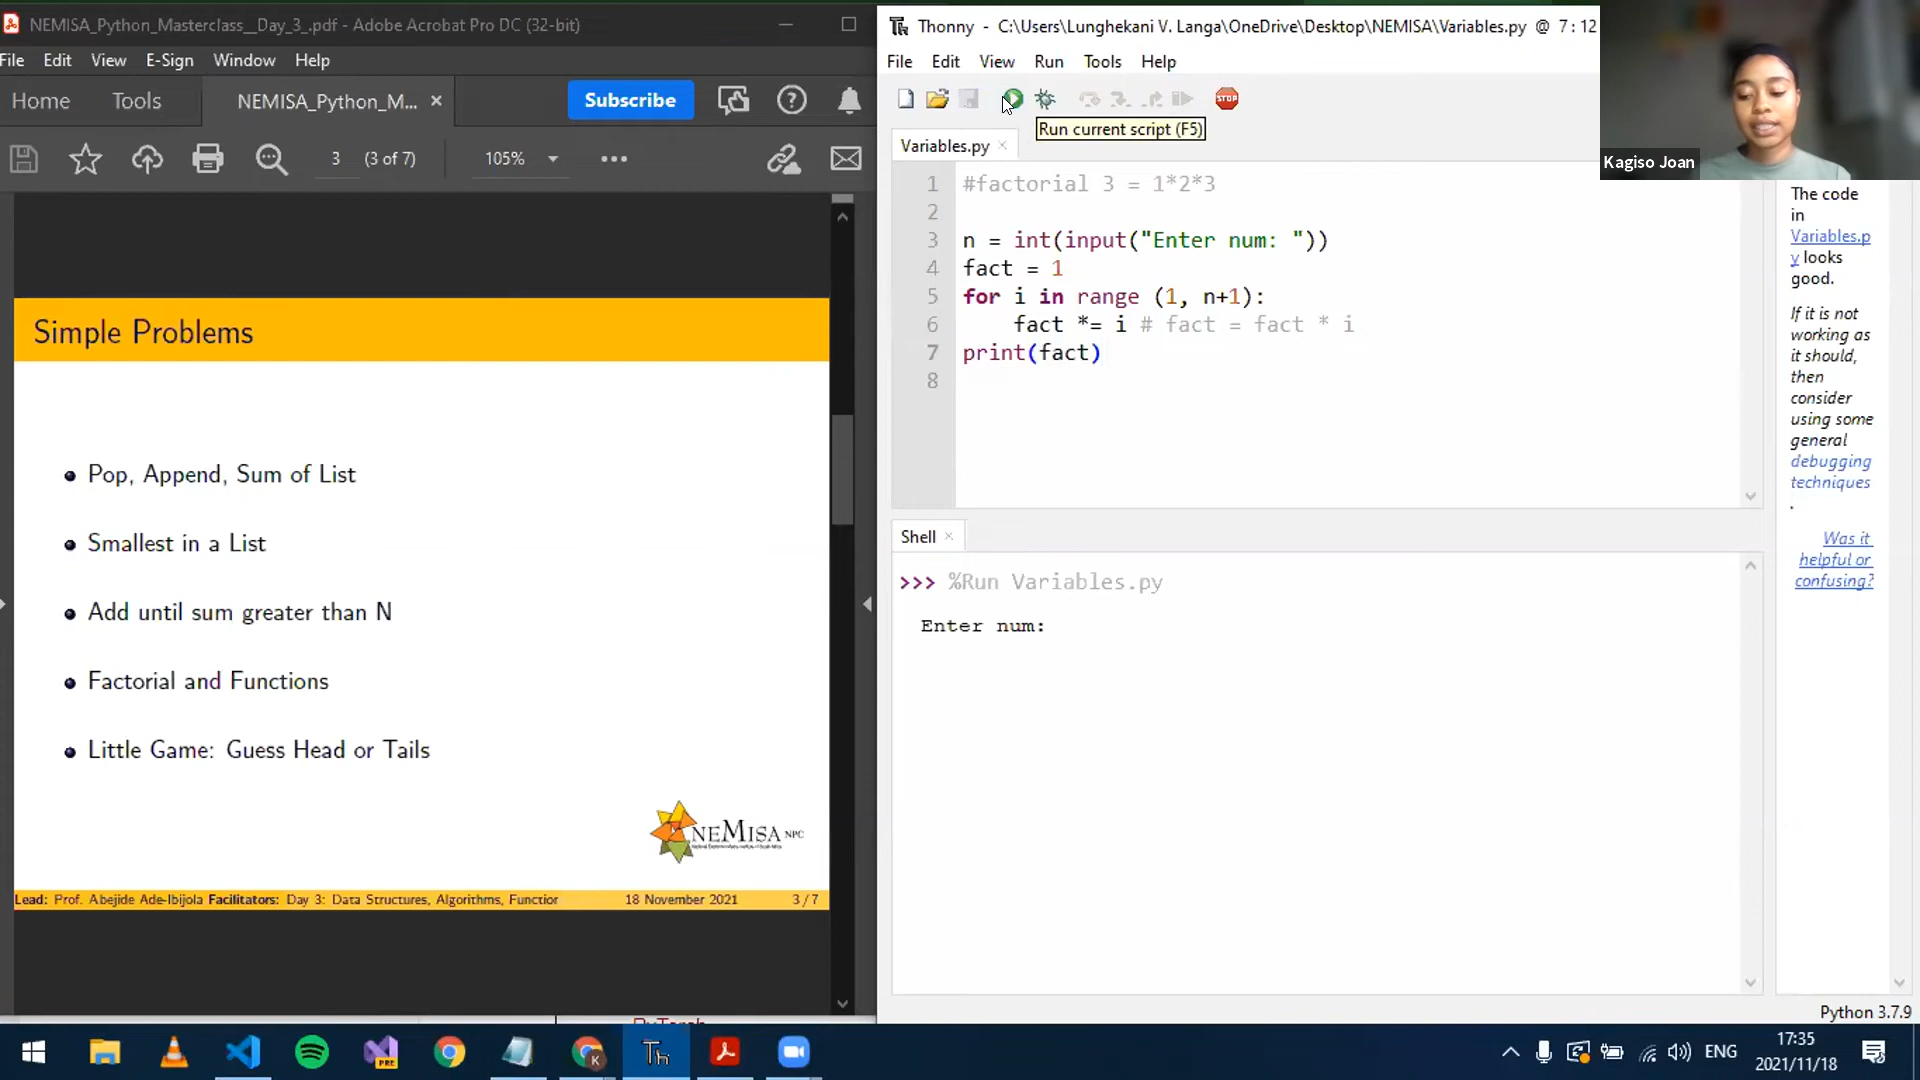 NEMISA_Python_Masterclass__Day_3_.pdf - Adobe Acrobat Pro DC (32-bit)
File Edit View E-Sign Window Help
Home Tools NEMISA_Python_M... ×
Subscribe
3 (3 of 7) 105%
Simple Problems
Pop, Append, Sum of List
Smallest in a List
Add until sum greater than N
Factorial and Functions
Little Game: Guess Head or Tails
NEMISA NPC
Lead: Prof. Abejide Ade-Ibijola Facilitators: Day 3: Data Structures, Algorithms, Function
18 November 2021 3 / 7
Thonny - C:\Users\Lunghekani V. Langa\OneDrive\Desktop\NEMISA\Variables.py @ 7:12
File Edit View Run Tools Help
STOP
Run current script (F5)
Variables.py ×
1 #factorial 3 = 1*2*3
2
3 n = int(input("Enter num: "))
4 fact = 1
5 for i in range (1, n+1):
6 fact *= i # fact = fact * i
7 print(fact)
8
Shell ×
>>> %Run Variables.py
Enter num:
Kagiso Joan
The code
in
Variables.p
y looks
good.
If it is not
working as
it should,
then
consider
using some
general
debugging
techniques
.
Was it
helpful or
confusing?
Python 3.7.9
PRE
K
Th
ENG
17:35
2021/11/18